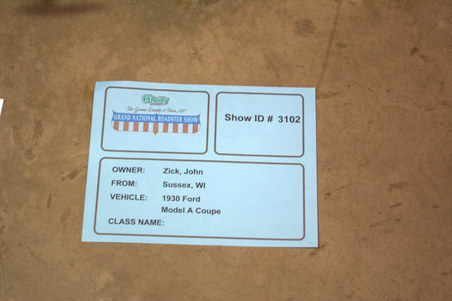 O'Reilly
"The Grand Daddy of Them All"
GRAND NATIONAL ROADSTER SHOW
Show ID # 3102
OWNER: Zick, John
FROM: Sussex, WI
VEHICLE: 1930 Ford
Model A Coupe
CLASS NAME: